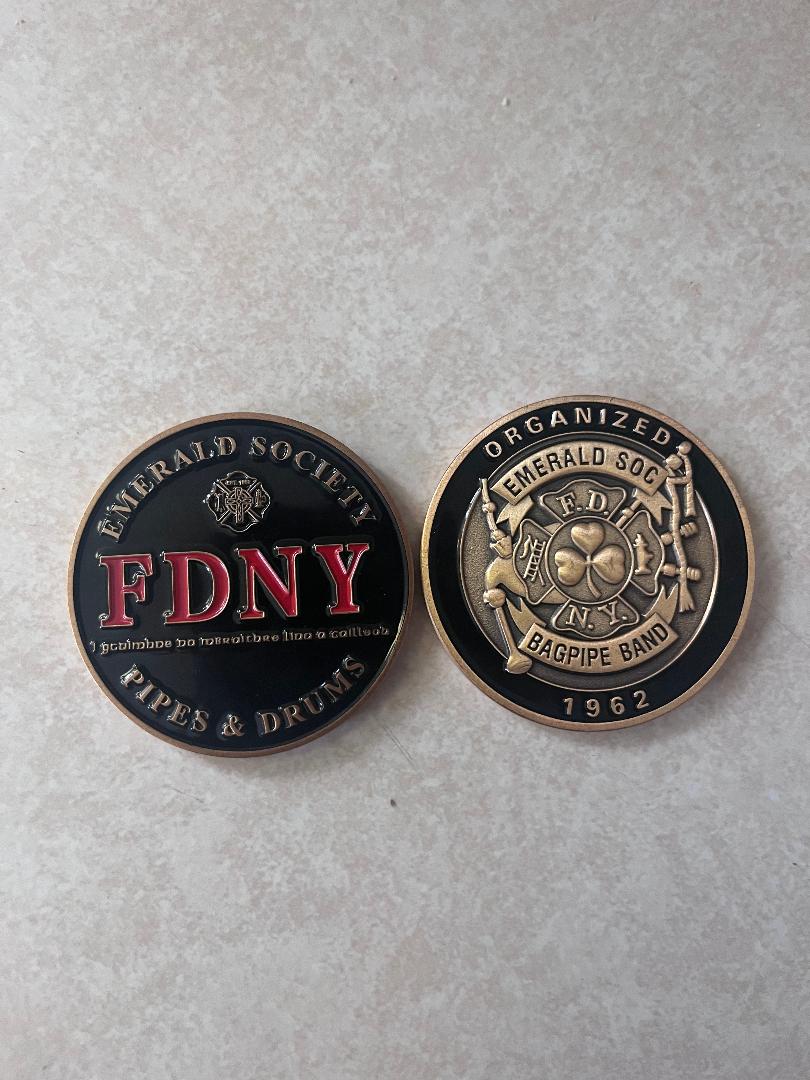 EMERALD SOCIETY
FDNY
PIPES & DRUMS
ORGANIZED
EMERALD SOC
F.D.
N.Y.
BAGPIPE BAND
1962